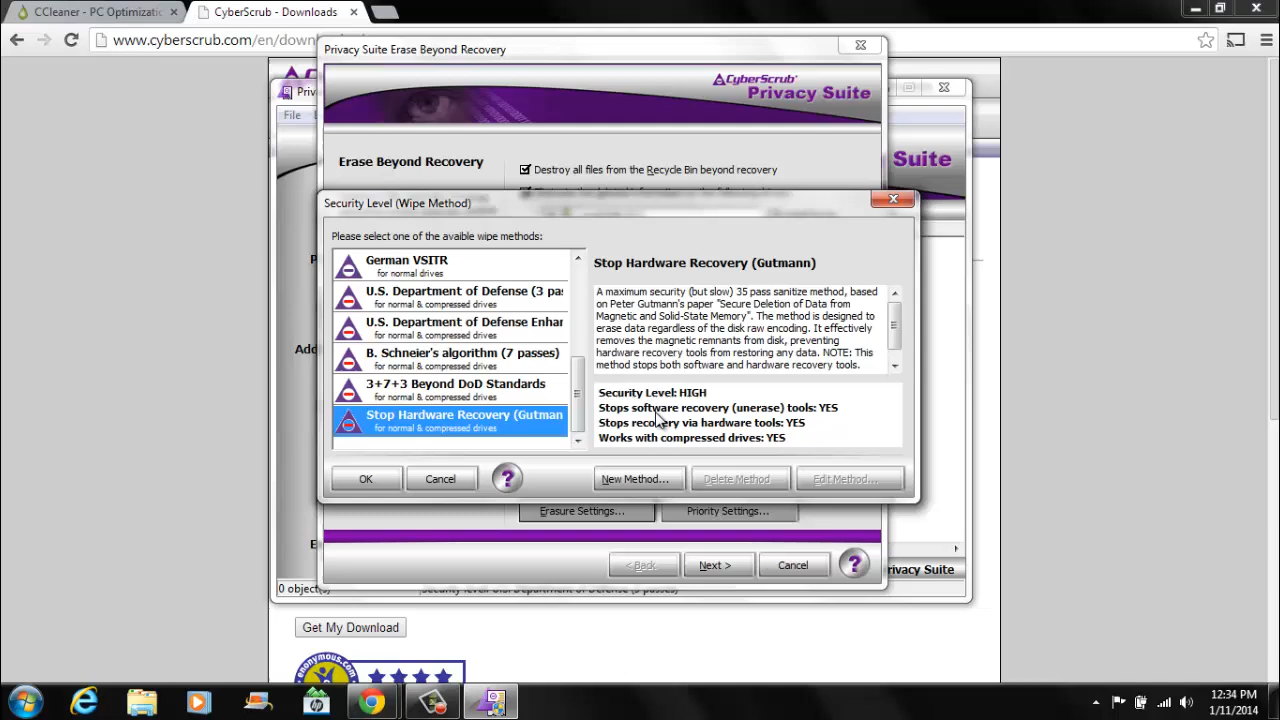 CCleaner - PC Optimizati
CyberScrub - Downloads
www.cyberscrub.com/en/down
Privacy Suite Erase Beyond Recovery
CyberScrub
Privacy Suite
Priv
File
Suite
Erase Beyond Recovery
Destroy all files from the Recycle Bin beyond recovery
Security Level (Wipe Method)
Please select one of the avaible wipe methods:
German VSITR
for normal drives
U.S. Department of Defense (3 pa
for normal & compressed drives
U.S. Department of Defense Enhan
for normal & compressed drives
B. Schneier's algorithm (7 passes)
for normal & compressed drives
3+7+3 Beyond DoD Standards
for normal & compressed drives
Stop Hardware Recovery (Gutman
for normal & compressed drives
Stop Hardware Recovery (Gutmann)
A maximum security (but slow) 35 pass sanitize method, based
on Peter Gutmann's paper "Secure Deletion of Data from
Magnetic and Solid-State Memory". The method is designed to
erase data regardless of the disk raw encoding. It effectively
removes the magnetic remnants from disk, preventing
hardware recovery tools from restoring any data. NOTE: This
method stops both software and hardware recovery tools.
Security Level: HIGH
Stops software recovery (unerase) tools: YES
Stops recovery via hardware tools: YES
Works with compressed drives: YES
Add
OK
Cancel
?
New Method...
Delete Method
Edit Method...
Erasure Settings...
Priority Settings...
E
< Back
Next >
Cancel
?
rivacy Suite
0 object(s)
Get My Download
enonymous.com
12:34 PM
1/11/2014